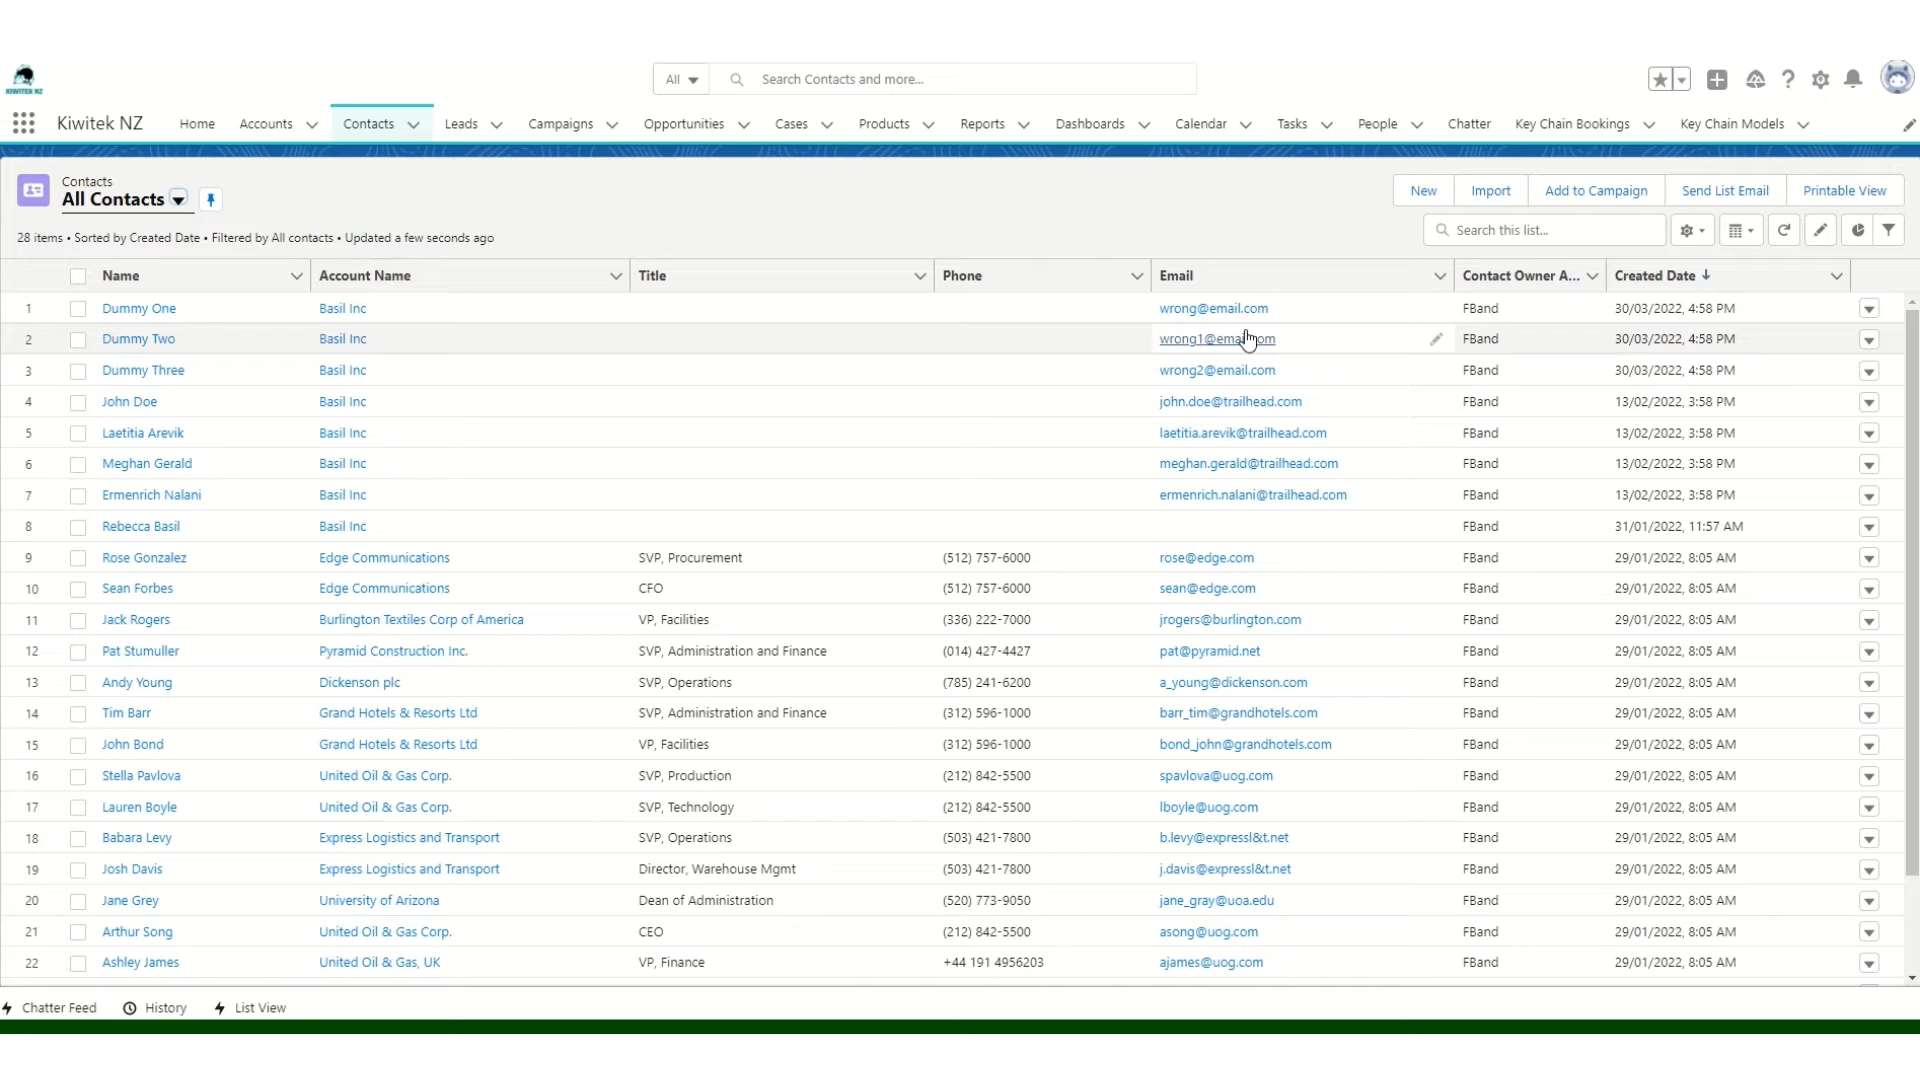 KIWITEK NZ
All
Search Contacts and more...
Kiwitek NZ Home Accounts Contacts Leads Campaigns Opportunities Cases Products Reports Dashboards Calendar Tasks People Chatter Key Chain Bookings Key Chain Models
Contacts
All Contacts
New Import Add to Campaign Send List Email Printable View
28 items • Sorted by Created Date • Filtered by All contacts • Updated a few seconds ago
Search this list...
Name Account Name Title Phone Email Contact Owner A... Created Date
1 Dummy One Basil Inc wrong@email.com FBand 30/03/2022, 4:58 PM
2 Dummy Two Basil Inc wrong1@email.com FBand 30/03/2022, 4:58 PM
3 Dummy Three Basil Inc wrong2@email.com FBand 30/03/2022, 4:58 PM
4 John Doe Basil Inc john.doe@trailhead.com FBand 13/02/2022, 3:58 PM
5 Laetitia Arevik Basil Inc laetitia.arevik@trailhead.com FBand 13/02/2022, 3:58 PM
6 Meghan Gerald Basil Inc meghan.gerald@trailhead.com FBand 13/02/2022, 3:58 PM
7 Ermenrich Nalani Basil Inc ermenrich.nalani@trailhead.com FBand 13/02/2022, 3:58 PM
8 Rebecca Basil Basil Inc FBand 31/01/2022, 11:57 AM
9 Rose Gonzalez Edge Communications SVP, Procurement (512) 757-6000 rose@edge.com FBand 29/01/2022, 8:05 AM
10 Sean Forbes Edge Communications CFO (512) 757-6000 sean@edge.com FBand 29/01/2022, 8:05 AM
11 Jack Rogers Burlington Textiles Corp of America VP, Facilities (336) 222-7000 jrogers@burlington.com FBand 29/01/2022, 8:05 AM
12 Pat Stumuller Pyramid Construction Inc. SVP, Administration and Finance (014) 427-4427 pat@pyramid.net FBand 29/01/2022, 8:05 AM
13 Andy Young Dickenson plc SVP, Operations (785) 241-6200 a_young@dickenson.com FBand 29/01/2022, 8:05 AM
14 Tim Barr Grand Hotels & Resorts Ltd SVP, Administration and Finance (312) 596-1000 barr_tim@grandhotels.com FBand 29/01/2022, 8:05 AM
15 John Bond Grand Hotels & Resorts Ltd VP, Facilities (312) 596-1000 bond_john@grandhotels.com FBand 29/01/2022, 8:05 AM
16 Stella Pavlova United Oil & Gas Corp. SVP, Production (212) 842-5500 spavlova@uog.com FBand 29/01/2022, 8:05 AM
17 Lauren Boyle United Oil & Gas Corp. SVP, Technology (212) 842-5500 lboyle@uog.com FBand 29/01/2022, 8:05 AM
18 Babara Levy Express Logistics and Transport SVP, Operations (503) 421-7800 b.levy@expressl&t.net FBand 29/01/2022, 8:05 AM
19 Josh Davis Express Logistics and Transport Director, Warehouse Mgmt (503) 421-7800 j.davis@expressl&t.net FBand 29/01/2022, 8:05 AM
20 Jane Grey University of Arizona Dean of Administration (520) 773-9050 jane_gray@uoa.edu FBand 29/01/2022, 8:05 AM
21 Arthur Song United Oil & Gas Corp. CEO (212) 842-5500 asong@uog.com FBand 29/01/2022, 8:05 AM
22 Ashley James United Oil & Gas, UK VP, Finance +44 191 4956203 ajames@uog.com FBand 29/01/2022, 8:05 AM
Chatter Feed History List View